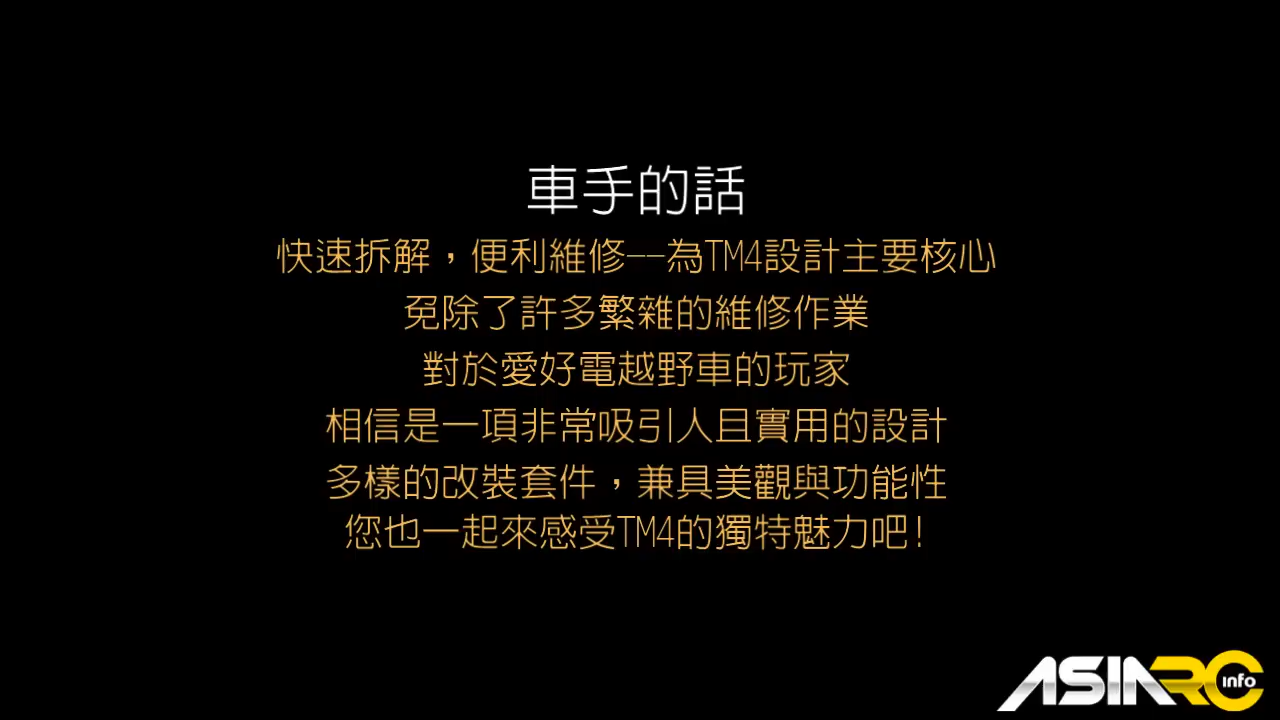 車手的話
快速拆解，便利維修--為TM4設計主要核心
免除了許多繁雜的維修作業
對於愛好電越野車的玩家
相信是一項非常吸引人且實用的設計
多樣的改裝套件，兼具美觀與功能性
您也一起來感受TM4的獨特魅力吧!
ASIARC info